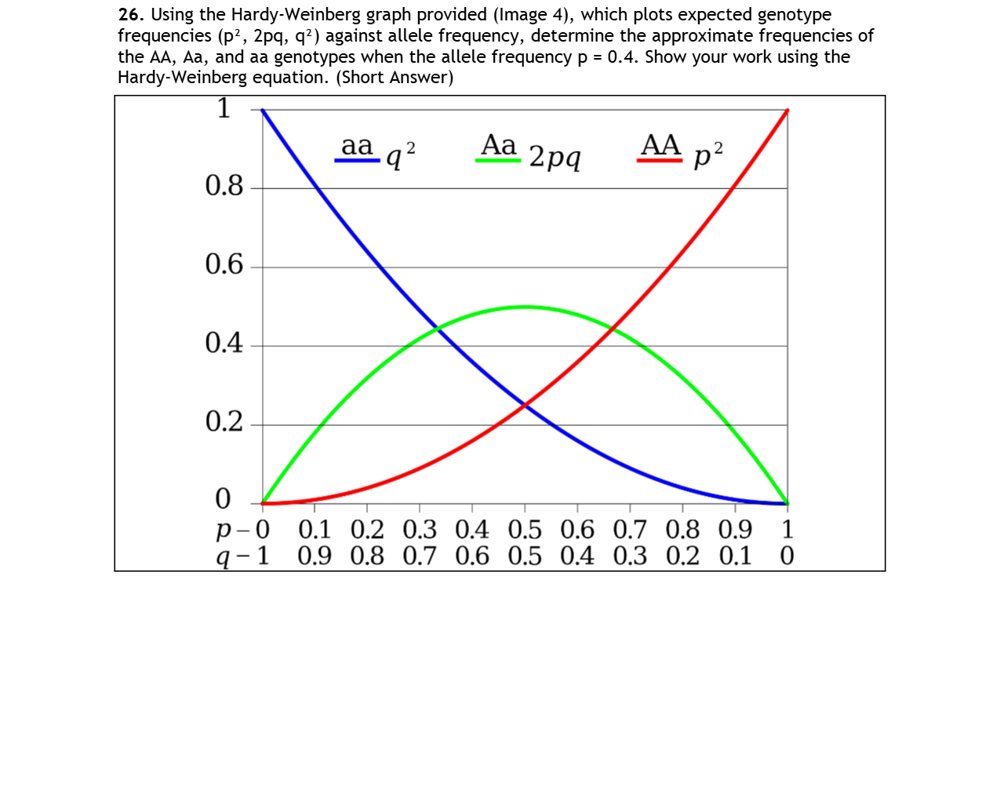 26. Using the Hardy-Weinberg graph provided (Image 4), which plots expected genotype
frequencies (p², 2pq, q²) against allele frequency, determine the approximate frequencies of
the AA, Aa, and aa genotypes when the allele frequency p = 0.4. Show your work using the
Hardy-Weinberg equation. (Short Answer)
1
aa q² Aa 2pq AA p²
0.8
0.6
0.4
0.2
0
p – 0 0.1 0.2 0.3 0.4 0.5 0.6 0.7 0.8 0.9 1
q – 1 0.9 0.8 0.7 0.6 0.5 0.4 0.3 0.2 0.1 0